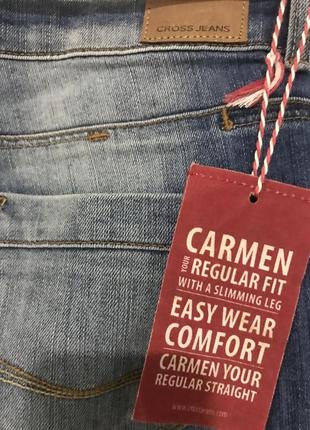 CROSS JEANS
CARMEN
YOUR
REGULAR FIT
WITH A SLIMMING LEG
EASY WEAR
COMFORT
CARMEN YOUR
REGULAR STRAIGHT